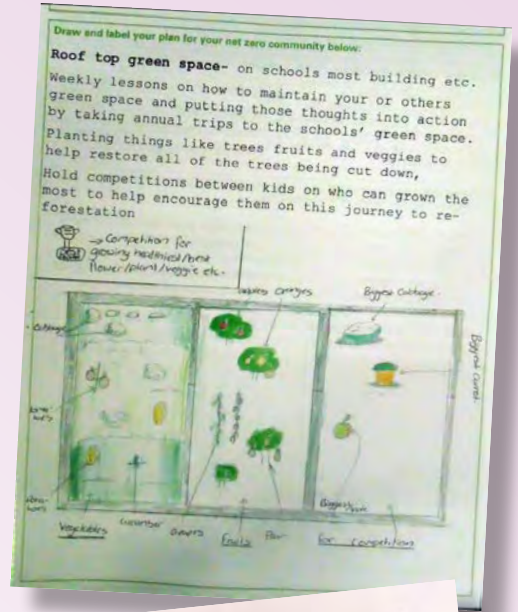 Draw and label your plan for your net zero community below:
Roof top green space- on schools most building etc.
Weekly lessons on how to maintain your or others
green space and putting those thoughts into action
by taking annual trips to the schools' green space.
Planting things like trees fruits and veggies to
help restore all of the trees being cut down,
Hold competitions between kids on who can grown the
most to help encourage them on this journey to re-
forestation
→ Competition for
growing healthiest/best
flower/plant/veggie etc.
Oranges
Biggest Cabbage
Cabbage
Biggest Carrot
Vegetables
Cucumber
Fruits
For Competition